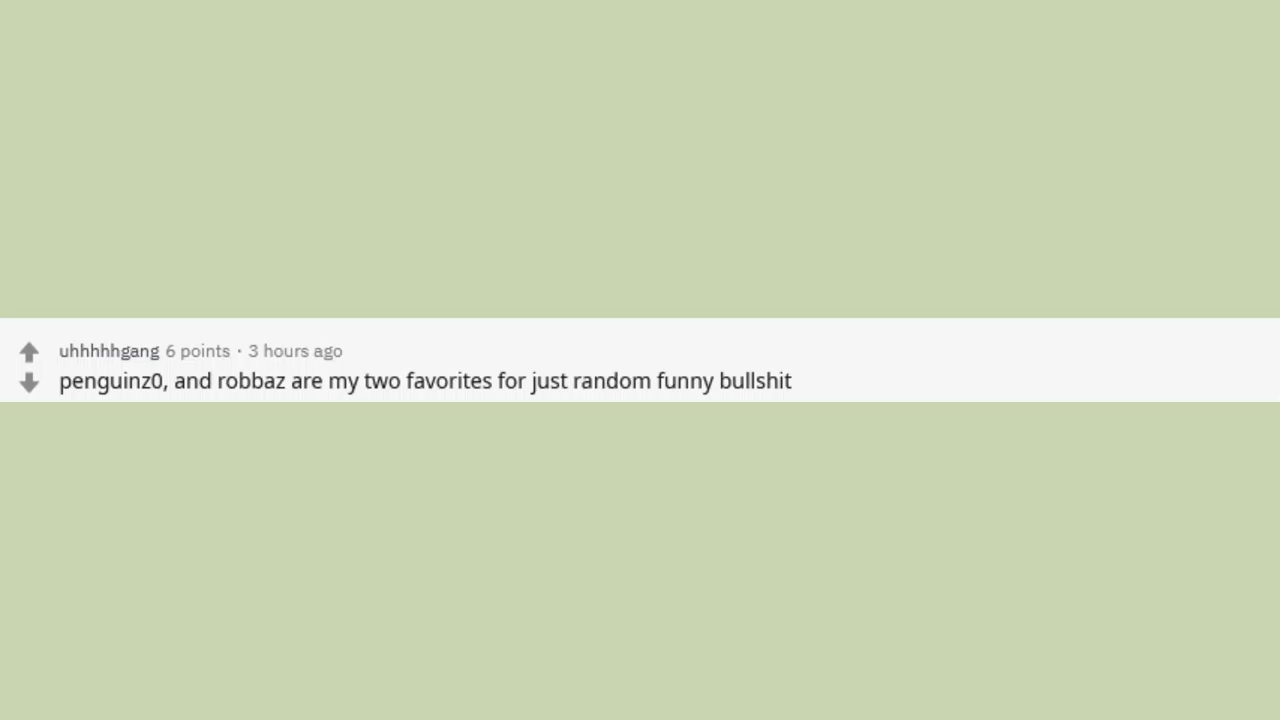 uhhhhhgang 6 points · 3 hours ago
penguinz0, and robbaz are my two favorites for just random funny bullshit